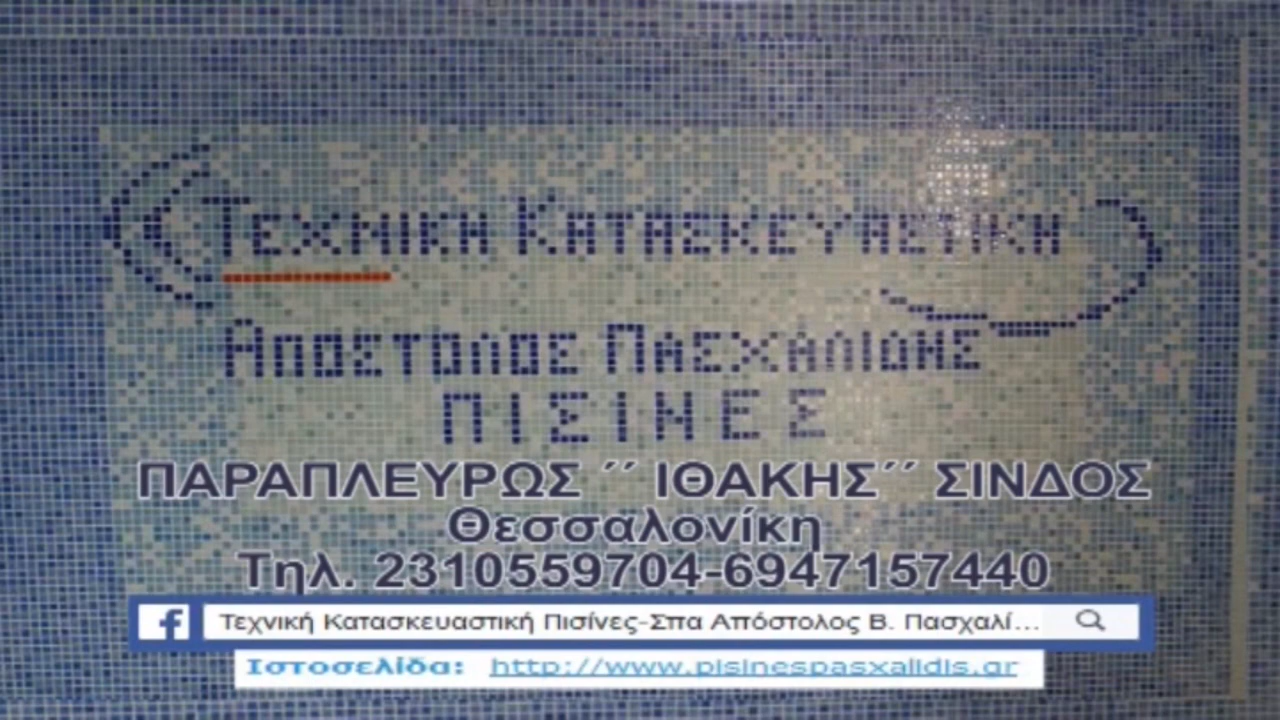 ΤΕΧΝΙΚΗ ΚΑΤΑΣΚΕΥΑΣΤΙΚΗ
ΑΠΟΣΤΟΛΟΣ ΠΑΣΧΑΛΙΔΗΣ
ΠΙΣΙΝΕΣ
ΠΑΡΑΠΛΕΥΡΩΣ ΄΄ ΙΘΑΚΗΣ΄΄ ΣΙΝΔΟΣ
Θεσσαλονίκη
Τηλ. 2310559704-6947157440
f Τεχνική Κατασκευαστική Πισίνες-Σπα Απόστολος Β. Πασχαλί...
Ιστοσελίδα: http://www.pisinespasxalidis.gr